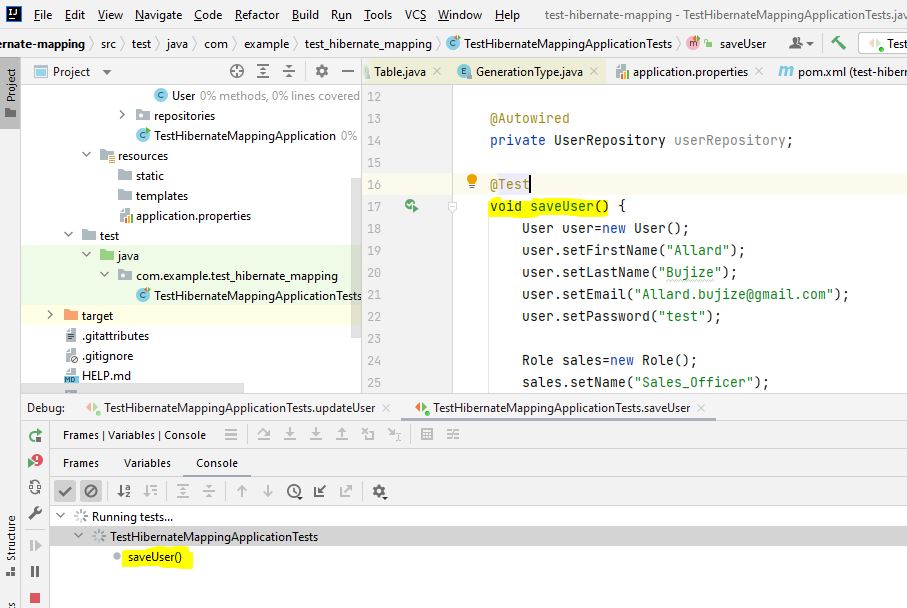 IJ File Edit View Navigate Code Refactor Build Run Tools VCS Window Help test-hibernate-mapping - TestHibernateMappingApplicationTests.jav
ernate-mapping src test java com example test_hibernate_mapping TestHibernateMappingApplicationTests saveUser Tes
Project
Project
Table.java GenerationType.java application.properties pom.xml (test-hibern
User 0% methods, 0% lines covered
repositories
TestHibernateMappingApplication 0%
resources
static
templates
application.properties
test
java
com.example.test_hibernate_mapping
TestHibernateMappingApplicationTests
target
.gitattributes
.gitignore
HELP.md
12
13 @Autowired
14 private UserRepository userRepository;
15
16 @Test
17 void saveUser() {
18 User user=new User();
19 user.setFirstName("Allard");
20 user.setLastName("Bujize");
21 user.setEmail("Allard.bujize@gmail.com");
22 user.setPassword("test");
23
24 Role sales=new Role();
25 sales.setName("Sales_Officer");
Debug: TestHibernateMappingApplicationTests.updateUser TestHibernateMappingApplicationTests.saveUser
Frames | Variables | Console
Frames Variables Console
Running tests...
TestHibernateMappingApplicationTests
saveUser()
Structure